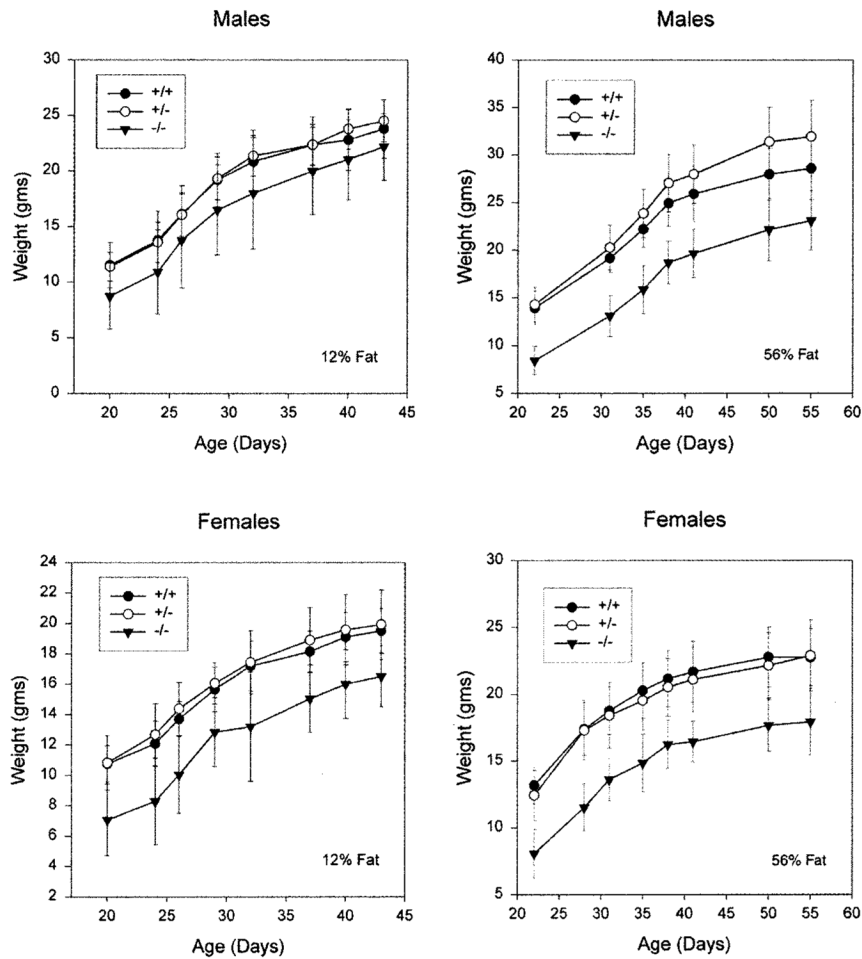 Males
30
25
20
15
10
5
0
Weight (gms)
+/+
+/-
-/-
12% Fat
20 25 30 35 40 45
Age (Days)
Males
40
35
30
25
20
15
10
5
Weight (gms)
+/+
+/-
-/-
56% Fat
20 25 30 35 40 45 50 55 60
Age (Days)
Females
24
22
20
18
16
14
12
10
8
6
4
2
Weight (gms)
+/+
+/-
-/-
12% Fat
20 25 30 35 40 45
Age (Days)
Females
30
25
20
15
10
5
Weight (gms)
+/+
+/-
-/-
56% Fat
20 25 30 35 40 45 50 55 60
Age (Days)